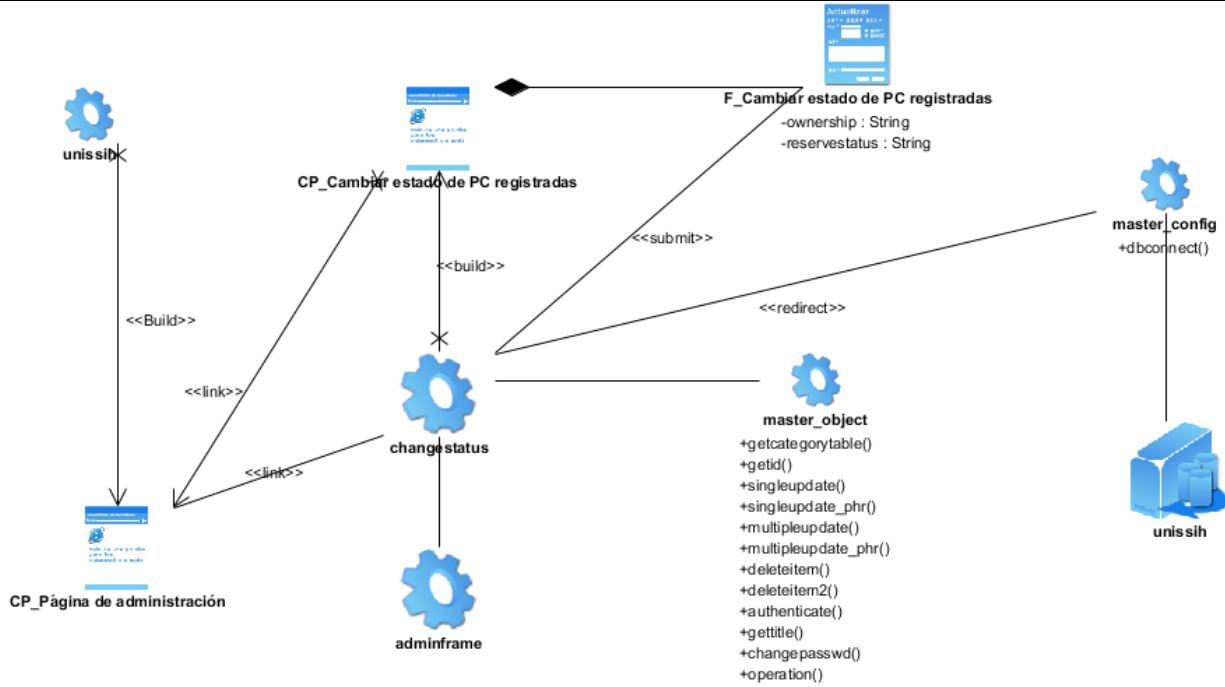 Actualizar
F_Cambiar estado de PC registradas
-ownership : String
-reservestatus : String
unissih
CP_Cambiar estado de PC registradas
master_config
+dbconnect()
<<submit>>
<<build>>
<<redirect>>
<<Build>>
<<link>>
master_object
+getcategorytable()
+getid()
+singleupdate()
+singleupdate_phr()
+multipleupdate()
+multipleupdate_phr()
+deleteitem()
+deleteitem2()
+authenticate()
+gettitle()
+changepasswd()
+operation()
changestatus
<<link>>
unissih
CP_Página de administración
adminframe